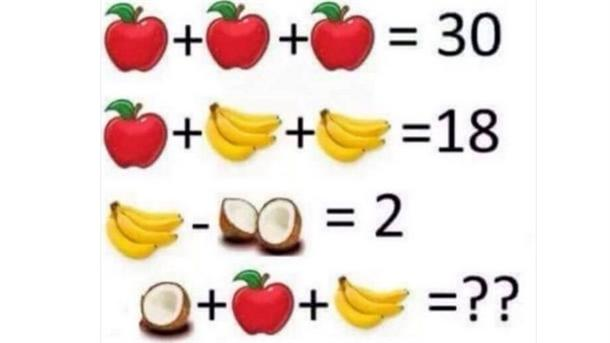 + + = 30
+ + =18
- = 2
+ + =??